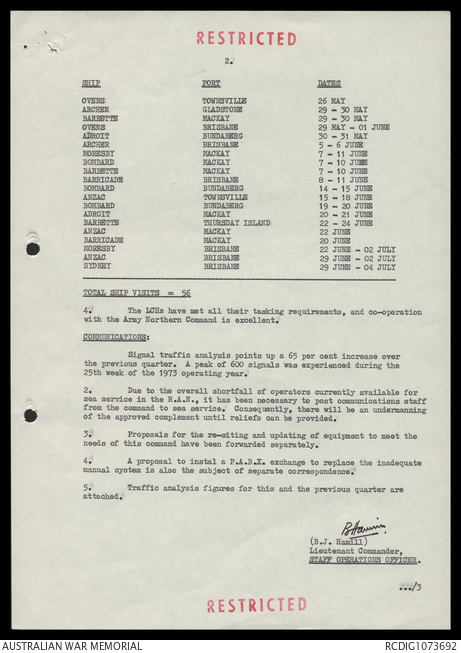 RESTRICTED
2.
SHIP PORT DATES
OVENS TOWNSVILLE 26 MAY
ARCHER GLADSTONE 29 - 30 MAY
BARBETTE MACKAY 29 - 30 MAY
OVENS BRISBANE 29 MAY - 01 JUNE
ADROIT BUNDABERG 30 - 31 MAY
ARCHER BRISBANE 5 - 6 JUNE
MORESBY MACKAY 7 - 11 JUNE
BOMBARD MACKAY 7 - 10 JUNE
BARBETTE MACKAY 7 - 10 JUNE
BARRICADE BRISBANE 8 - 11 JUNE
BOMBARD BUNDABERG 14 - 15 JUNE
ANZAC TOWNSVILLE 15 - 18 JUNE
BOMBARD BUNDABERG 19 - 20 JUNE
ADROIT MACKAY 20 - 21 JUNE
BARBETTE THURSDAY ISLAND 22 - 24 JUNE
ANZAC MACKAY 22 JUNE
BARRICADE MACKAY 20 JUNE
MORESBY BRISBANE 22 JUNE - 02 JULY
ANZAC BRISBANE 29 JUNE - 02 JULY
SYDNEY BRISBANE 29 JUNE - 04 JULY
TOTAL SHIP VISITS = 56
4. The LCHs have met all their tasking requirements, and co-operation
with the Army Northern Command is excellent.
COMMUNICATIONS:
Signal traffic analysis points up a 65 per cent increase over
the previous quarter. A peak of 600 signals was experienced during the
25th week of the 1973 operating year.
2. Due to the overall shortfall of operators currently available for
sea service in the R.A.N., it has been necessary to post communications staff
from the command to sea service. Consequently, there will be an undermanning
of the approved complement until reliefs can be provided.
3. Proposals for the re-siting and updating of equipment to meet the
needs of this command have been forwarded separately.
4. A proposal to instal a P.A.B.X. exchange to replace the inadequate
manual system is also the subject of separate correspondence.
5. Traffic analysis figures for this and the previous quarter are
attached.
(B.J. Hamill)
Lieutenant Commander,
STAFF OPERATIONS OFFICER.
.../3
RESTRICTED
AUSTRALIAN WAR MEMORIAL RCDIG1073692